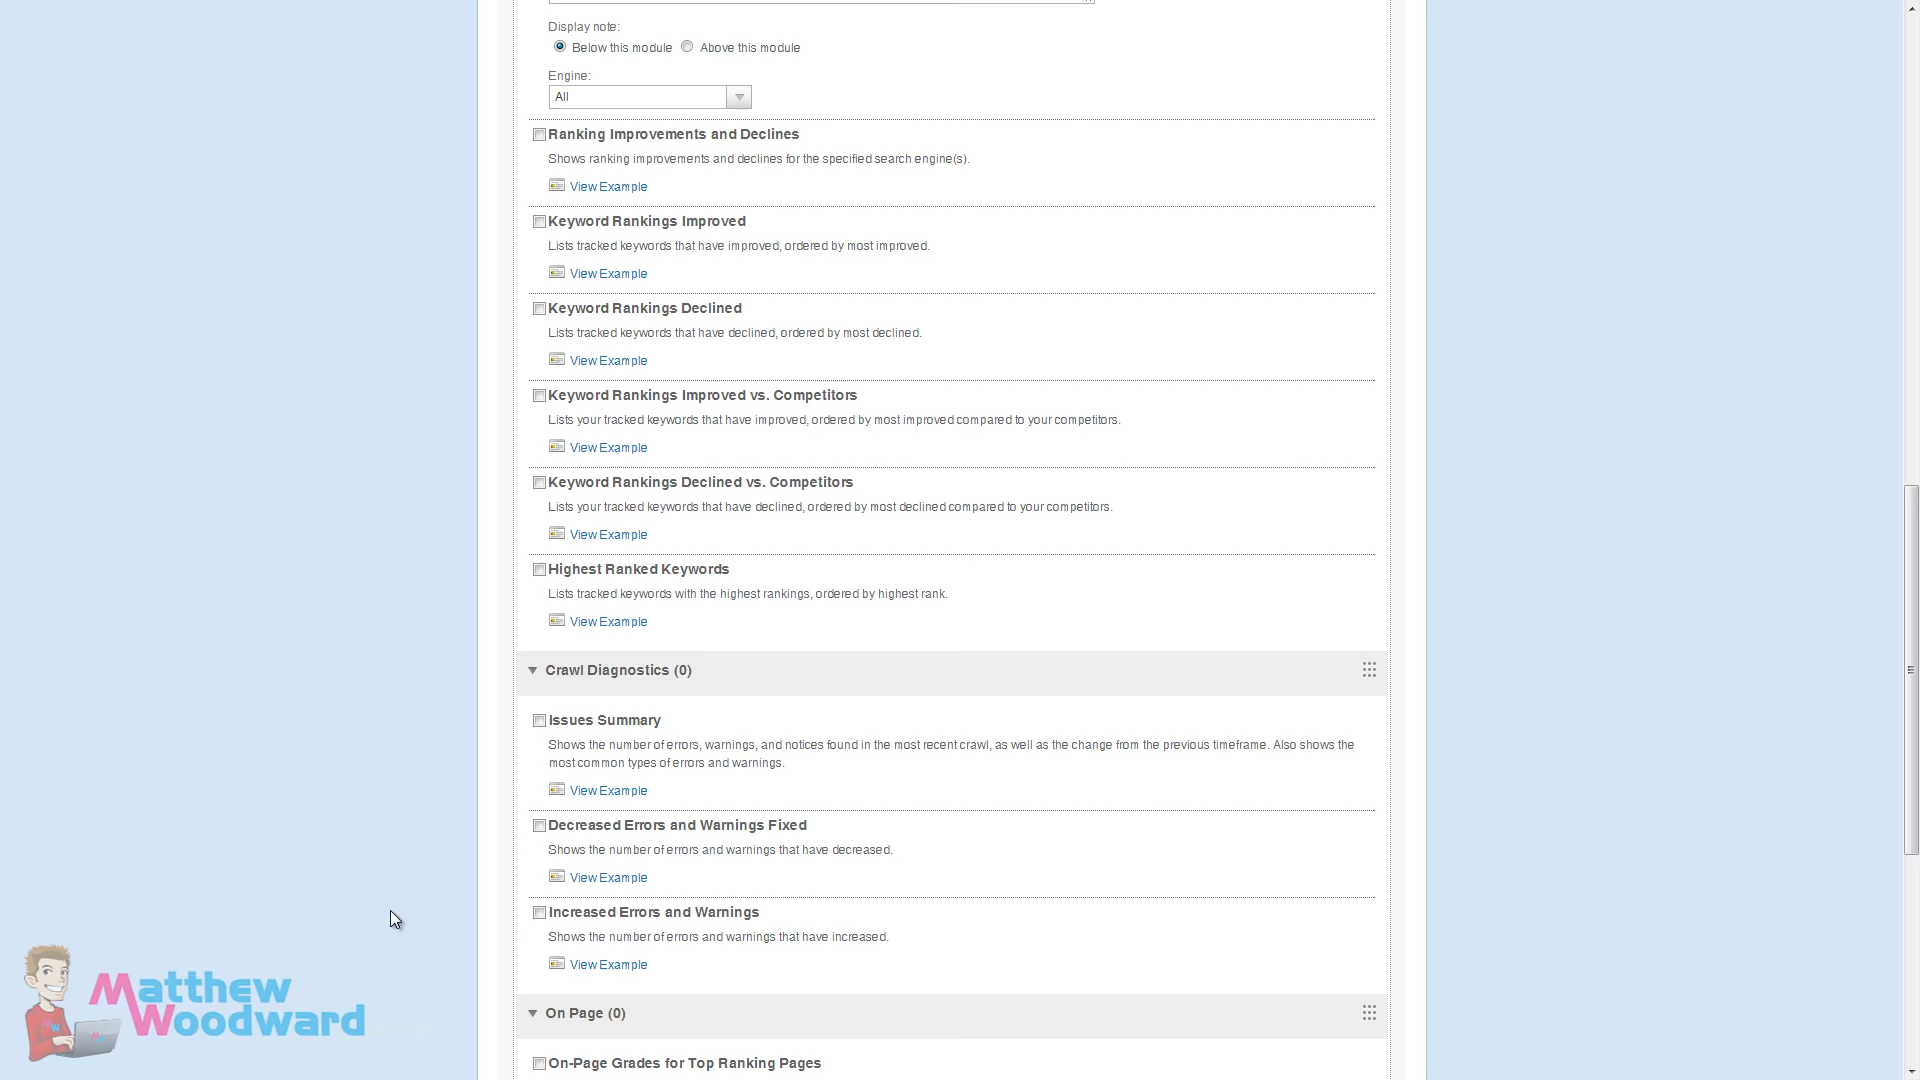 Display note:
Below this module Above this module
Engine:
All
Ranking Improvements and Declines
Shows ranking improvements and declines for the specified search engine(s).
View Example
Keyword Rankings Improved
Lists tracked keywords that have improved, ordered by most improved.
View Example
Keyword Rankings Declined
Lists tracked keywords that have declined, ordered by most declined.
View Example
Keyword Rankings Improved vs. Competitors
Lists your tracked keywords that have improved, ordered by most improved compared to your competitors.
View Example
Keyword Rankings Declined vs. Competitors
Lists your tracked keywords that have declined, ordered by most declined compared to your competitors.
View Example
Highest Ranked Keywords
Lists tracked keywords with the highest rankings, ordered by highest rank.
View Example
Crawl Diagnostics (0)
Issues Summary
Shows the number of errors, warnings, and notices found in the most recent crawl, as well as the change from the previous timeframe. Also shows the
most common types of errors and warnings.
View Example
Decreased Errors and Warnings Fixed
Shows the number of errors and warnings that have decreased.
View Example
Increased Errors and Warnings
Shows the number of errors and warnings that have increased.
View Example
On Page (0)
On-Page Grades for Top Ranking Pages
Matthew
Woodward
MW